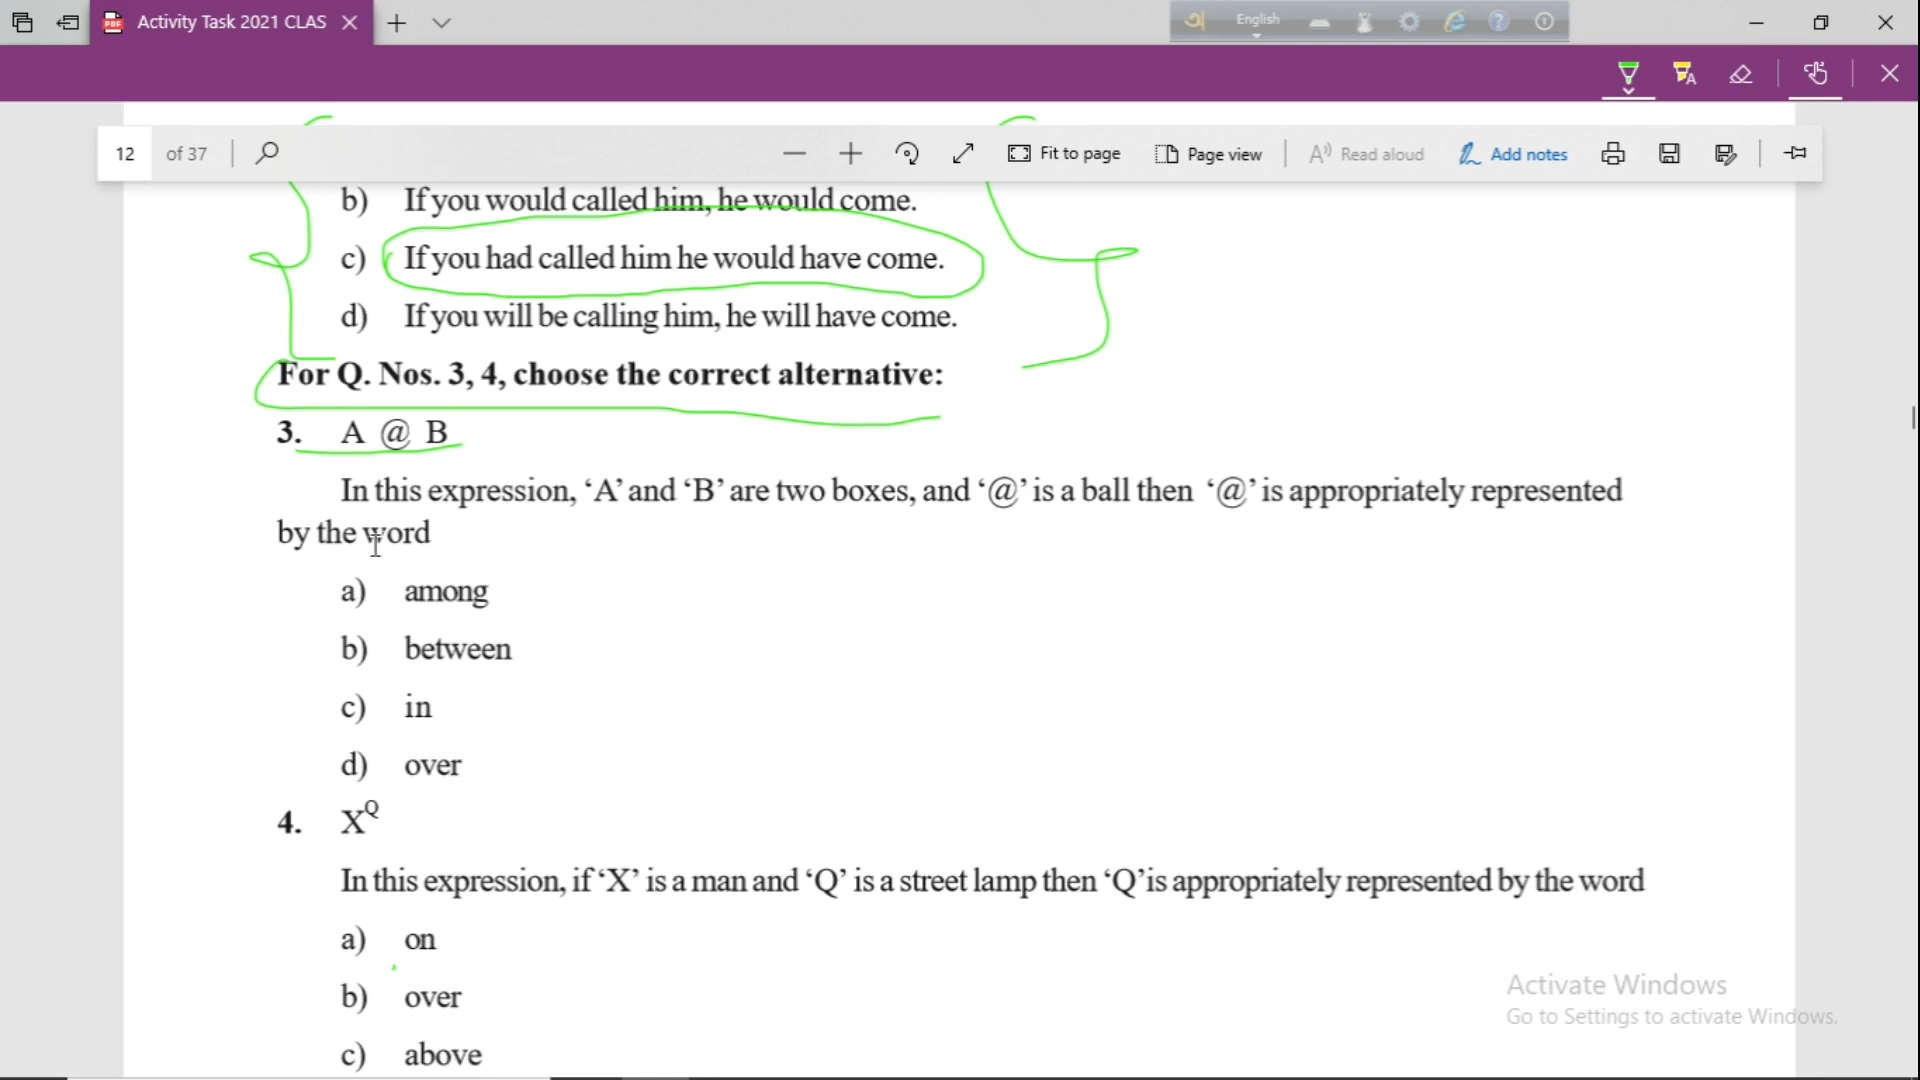 Activity Task 2021 CLAS
English
12 of 37
Fit to page
Page view
Read aloud
Add notes
b) If you would called him, he would come.
c) If you had called him he would have come.
d) If you will be calling him, he will have come.
For Q. Nos. 3, 4, choose the correct alternative:
3. A @ B
In this expression, ‘A’ and ‘B’ are two boxes, and ‘@’ is a ball then ‘@’ is appropriately represented
by the word
a) among
b) between
c) in
d) over
4. X^Q
In this expression, if ‘X’ is a man and ‘Q’ is a street lamp then ‘Q’is appropriately represented by the word
a) on
b) over
c) above
Activate Windows
Go to Settings to activate Windows.